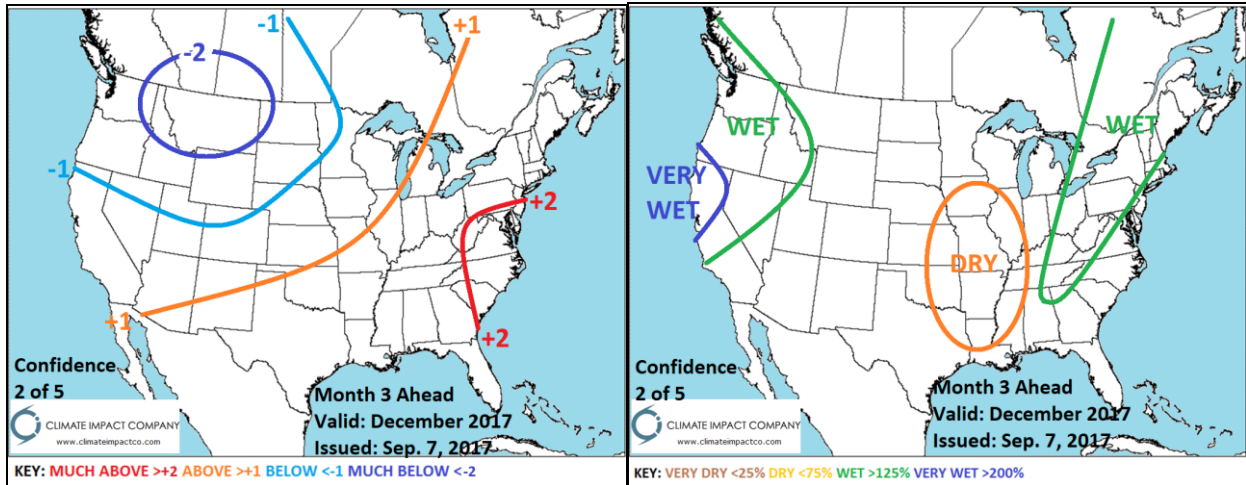 -1
+1
-2
-1
+2
+1
+2
Confidence
2 of 5
CLIMATE IMPACT COMPANY
www.climateimpactco.com
Month 3 Ahead
Valid: December 2017
Issued: Sep. 7, 2017
KEY: MUCH ABOVE >+2 ABOVE >+1 BELOW <-1 MUCH BELOW <-2
WET
WET
VERY
WET
DRY
Confidence
2 of 5
CLIMATE IMPACT COMPANY
www.climateimpactco.com
Month 3 Ahead
Valid: December 2017
Issued: Sep. 7, 2017
KEY: VERY DRY <25% DRY <75% WET >125% VERY WET >200%